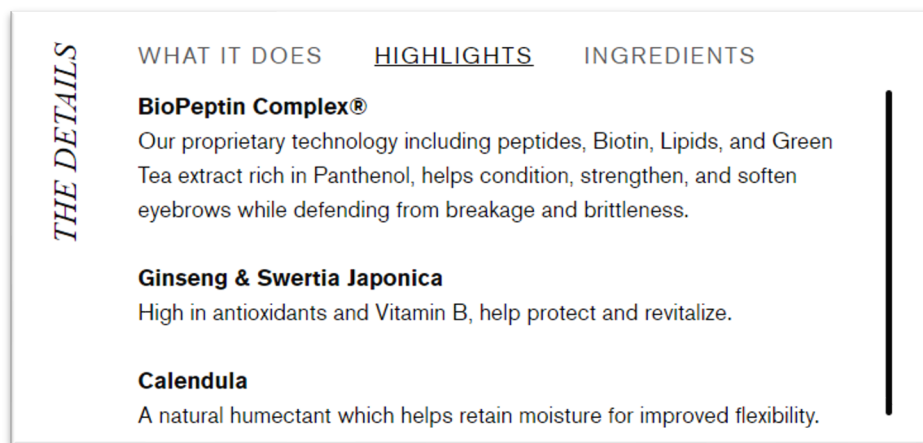 THE DETAILS
WHAT IT DOES HIGHLIGHTS INGREDIENTS
BioPeptin Complex®
Our proprietary technology including peptides, Biotin, Lipids, and Green
Tea extract rich in Panthenol, helps condition, strengthen, and soften
eyebrows while defending from breakage and brittleness.
Ginseng & Swertia Japonica
High in antioxidants and Vitamin B, help protect and revitalize.
Calendula
A natural humectant which helps retain moisture for improved flexibility.